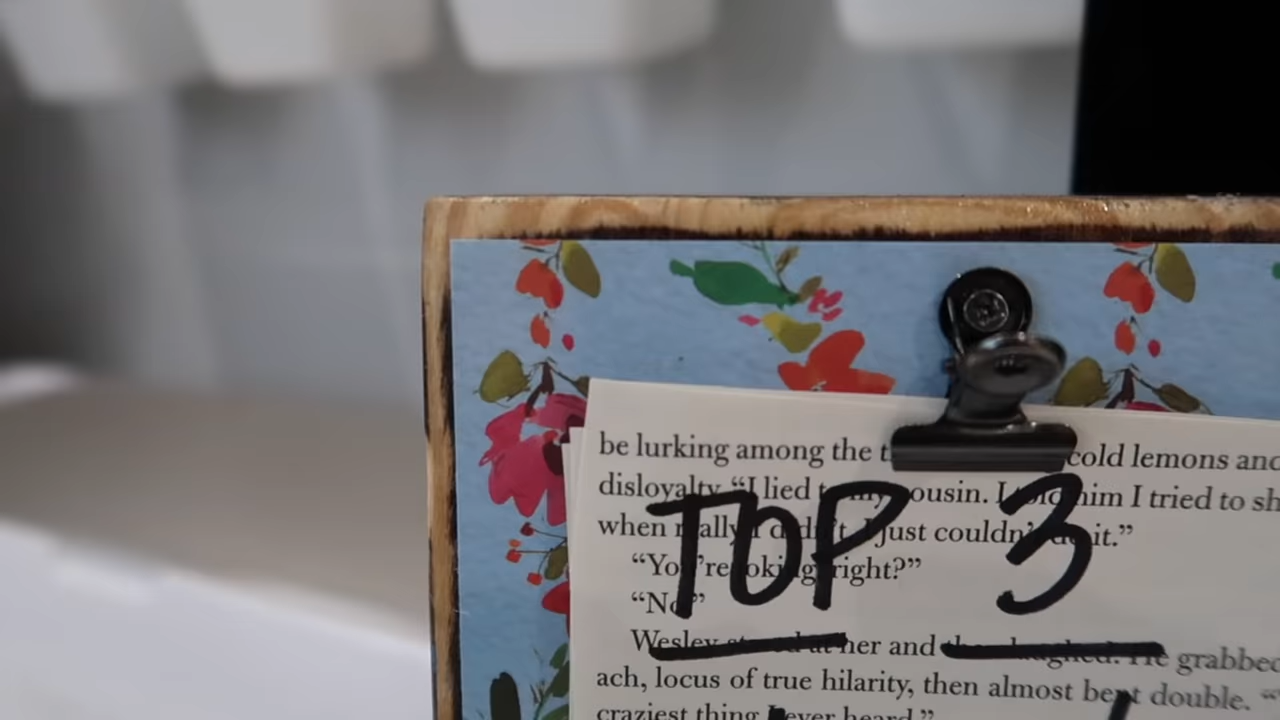 be lurking among the t cold lemons and
disloyalty. “I lied to my cousin. I told him I tried to sh
when really I didn’t. I just couldn’t do it.”
TOP 3
“You’re joking, right?”
“No.”
Wesley stared at her and then laughed. He grabbed
ach, locus of true hilarity, then almost bent double. “
craziest thing I ever heard.”